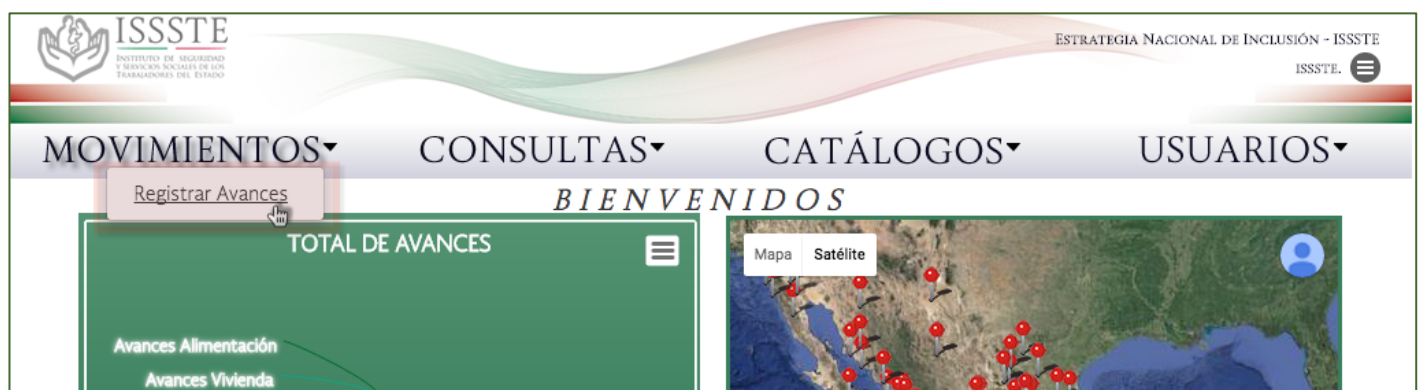 ISSSTE
INSTITUTO DE SEGURIDAD
Y SERVICIOS SOCIALES DE LOS
TRABAJADORES DEL ESTADO
ESTRATEGIA NACIONAL DE INCLUSIÓN - ISSSTE
ISSSTE.
MOVIMIENTOS CONSULTAS CATÁLOGOS USUARIOS
Registrar Avances
BIENVENIDOS
TOTAL DE AVANCES
Mapa Satélite
Avances Alimentación
Avances Vivienda